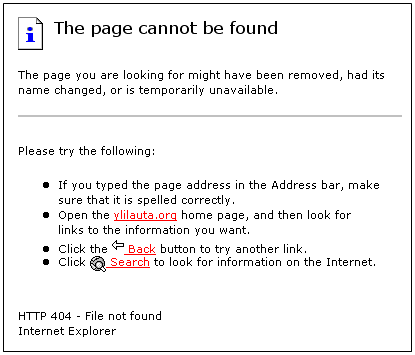 The page cannot be found
The page you are looking for might have been removed, had its
name changed, or is temporarily unavailable.
Please try the following:
If you typed the page address in the Address bar, make
sure that it is spelled correctly.
Open the ylilauta.org home page, and then look for
links to the information you want.
Click the Back button to try another link.
Click Search to look for information on the Internet.
HTTP 404 - File not found
Internet Explorer